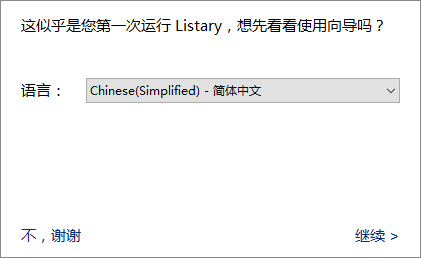 这似乎是您第一次运行 Listary，想先看看使用向导吗？
语言： Chinese(Simplified) - 简体中文
不，谢谢 继续 >